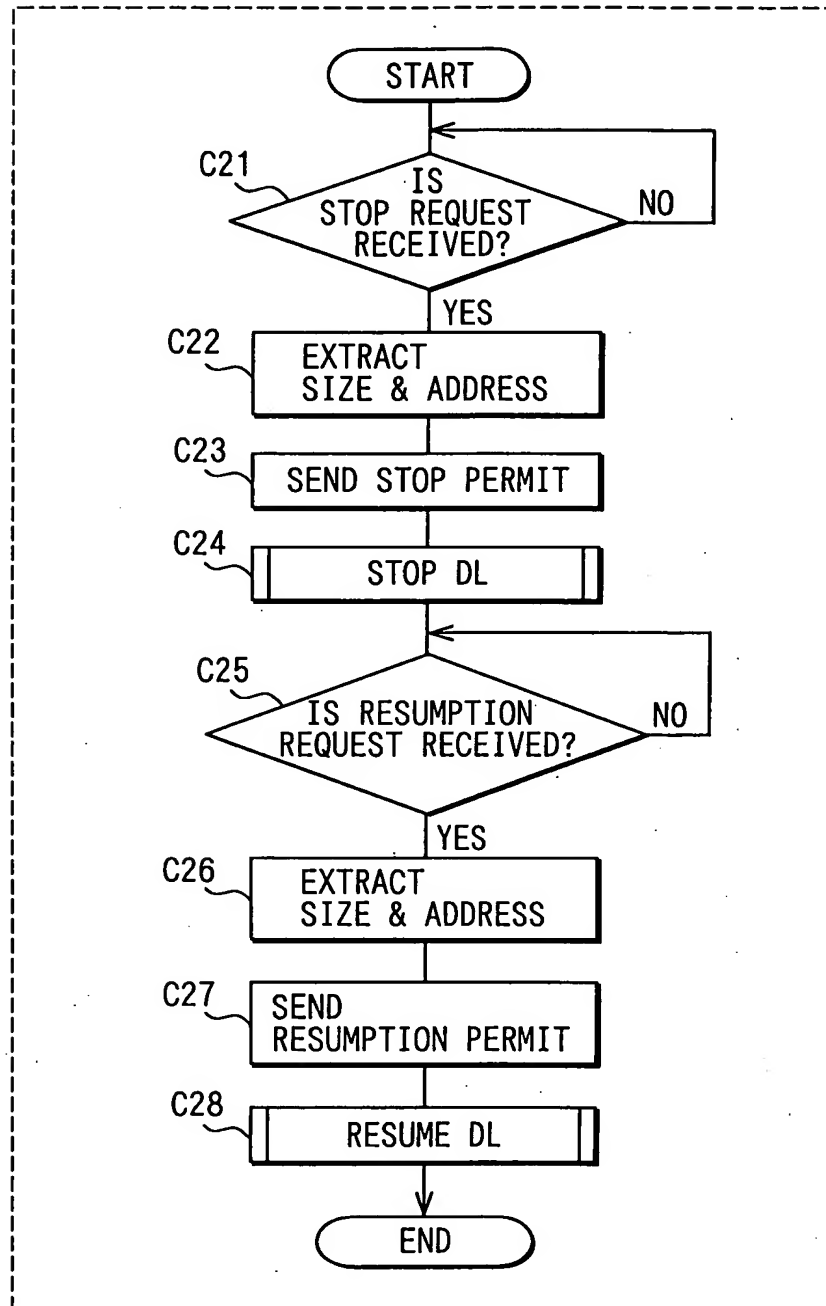 START
C21
IS
STOP REQUEST
RECEIVED?
NO
YES
C22
EXTRACT
SIZE & ADDRESS
C23
SEND STOP PERMIT
C24
STOP DL
C25
IS RESUMPTION
REQUEST RECEIVED?
NO
YES
C26
EXTRACT
SIZE & ADDRESS
C27
SEND
RESUMPTION PERMIT
C28
RESUME DL
END